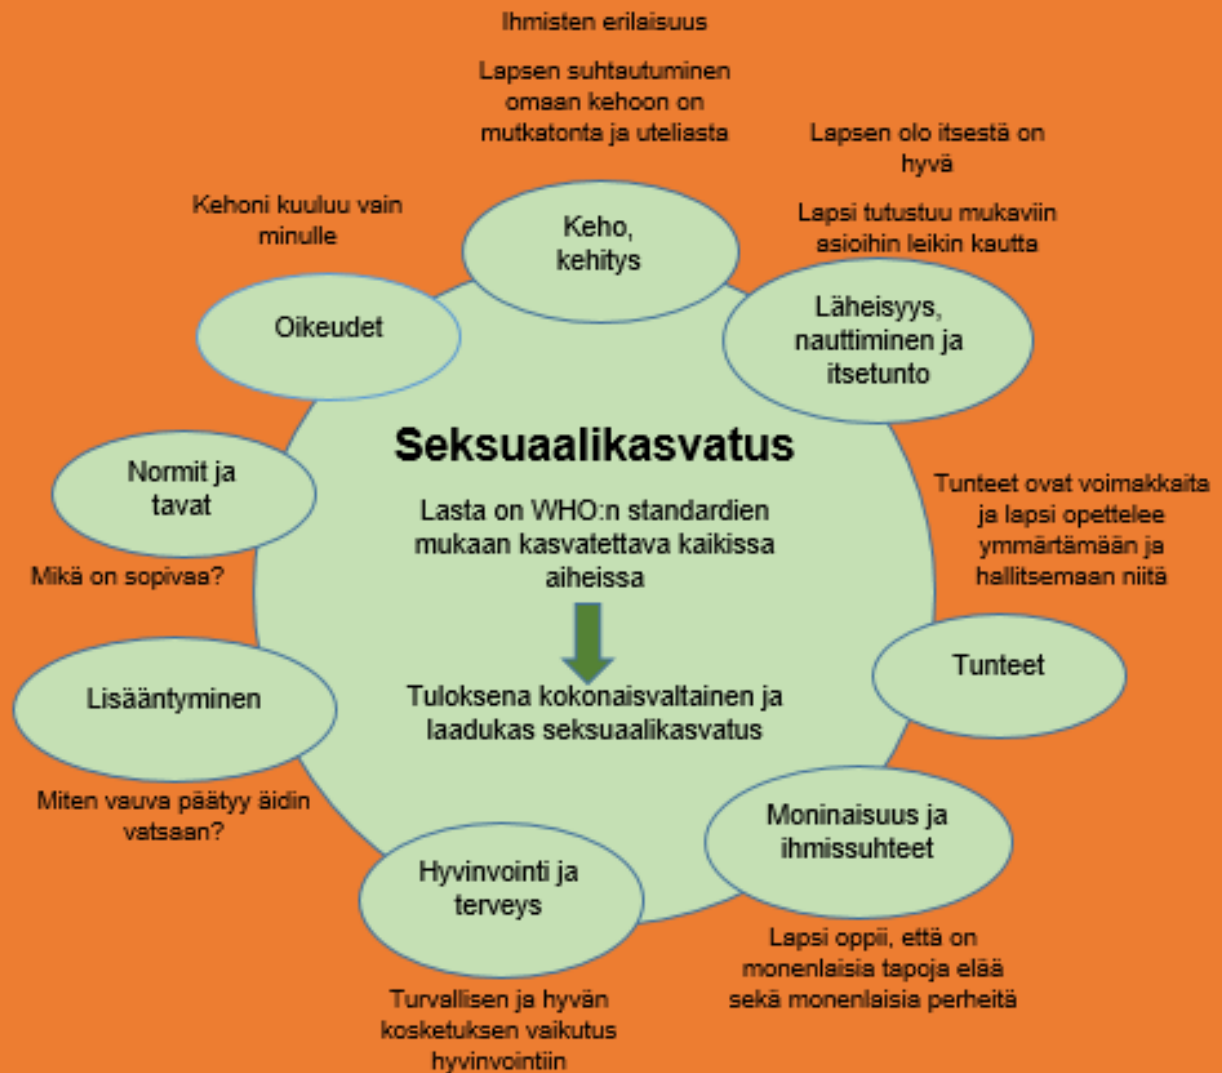 Ihmisten erilaisuus
Lapsen suhtautuminen
omaan kehoon on
mutkatonta ja uteliasta
Keho,
kehitys
Lapsen olo itsestä on
hyvä
Lapsi tutustuu mukaviin
asioihin leikin kautta
Läheisyys,
nauttiminen ja
itsetunto
Tunteet ovat voimakkaita
ja lapsi opettelee
ymmärtämään ja
hallitsemaan niitä
Tunteet
Moninaisuus ja
ihmissuhteet
Lapsi oppii, että on
monenlaisia tapoja elää
sekä monenlaisia perheitä
Hyvinvointi ja
terveys
Turvallisen ja hyvän
kosketuksen vaikutus
hyvinvointiin
Lisääntyminen
Miten vauva päätyy äidin
vatsaan?
Normit ja
tavat
Mikä on sopivaa?
Kehoni kuuluu vain
minulle
Oikeudet
Seksuaalikasvatus
Lasta on WHO:n standardien
mukaan kasvatettava kaikissa
aiheissa
Tuloksena kokonaisvaltainen ja
laadukas seksuaalikasvatus